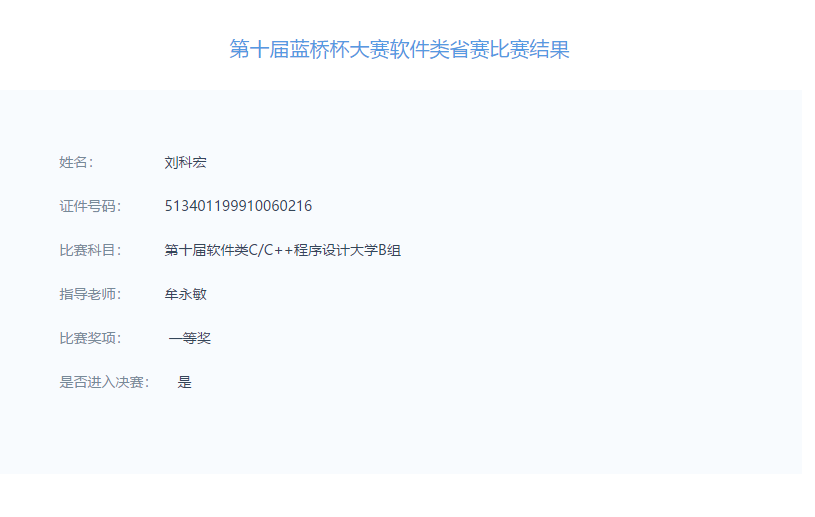 第十届蓝桥杯大赛软件类省赛比赛结果
姓名： 刘科宏
证件号码： 513401199910060216
比赛科目： 第十届软件类C/C++程序设计大学B组
指导老师： 牟永敏
比赛奖项： 一等奖
是否进入决赛： 是